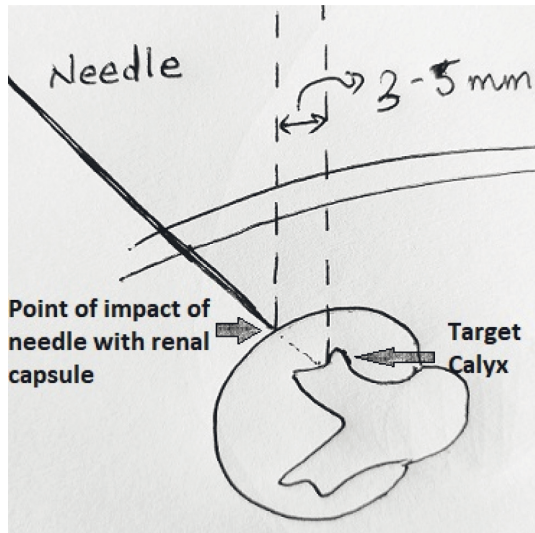 Needle
3-5mm
Point of impact of
needle with renal
capsule
Target
Calyx